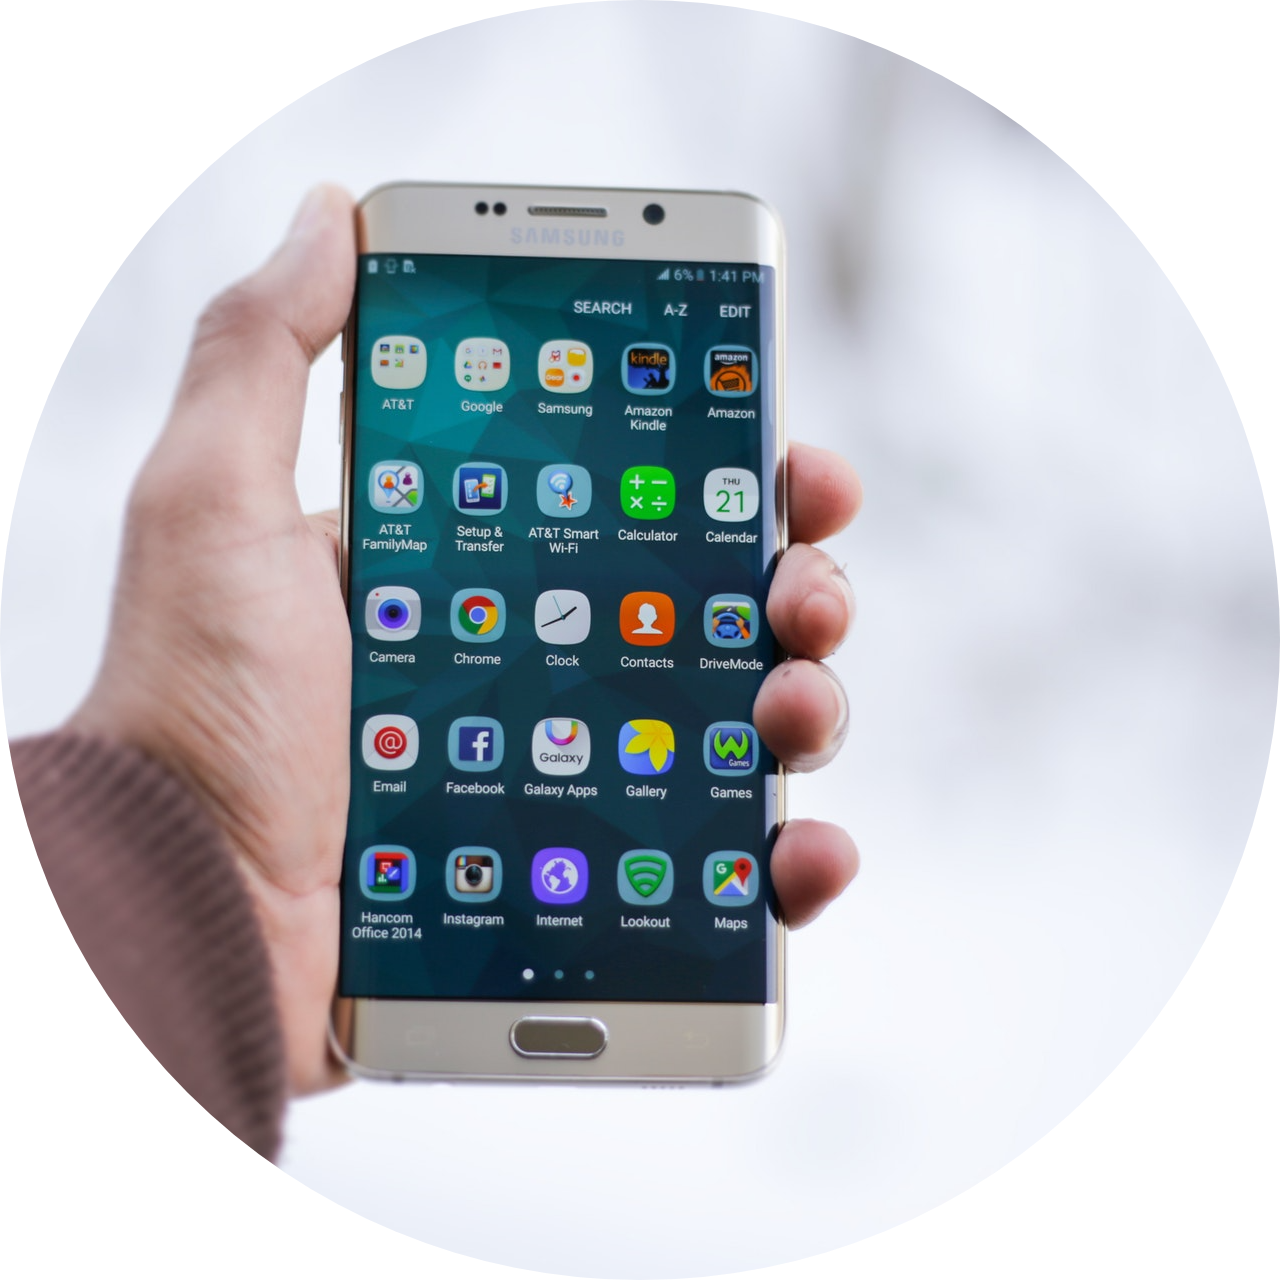 SAMSUNG
6% 1:41 PM
SEARCH A-Z EDIT
kindle
amazon
AT&T Google Samsung Amazon Kindle Amazon
THU
21
AT&T FamilyMap Setup & Transfer AT&T Smart Wi-Fi Calculator Calendar
Camera Chrome Clock Contacts DriveMode
@ f Galaxy Games
Email Facebook Galaxy Apps Gallery Games
G
Hancom Office 2014 Instagram Internet Lookout Maps